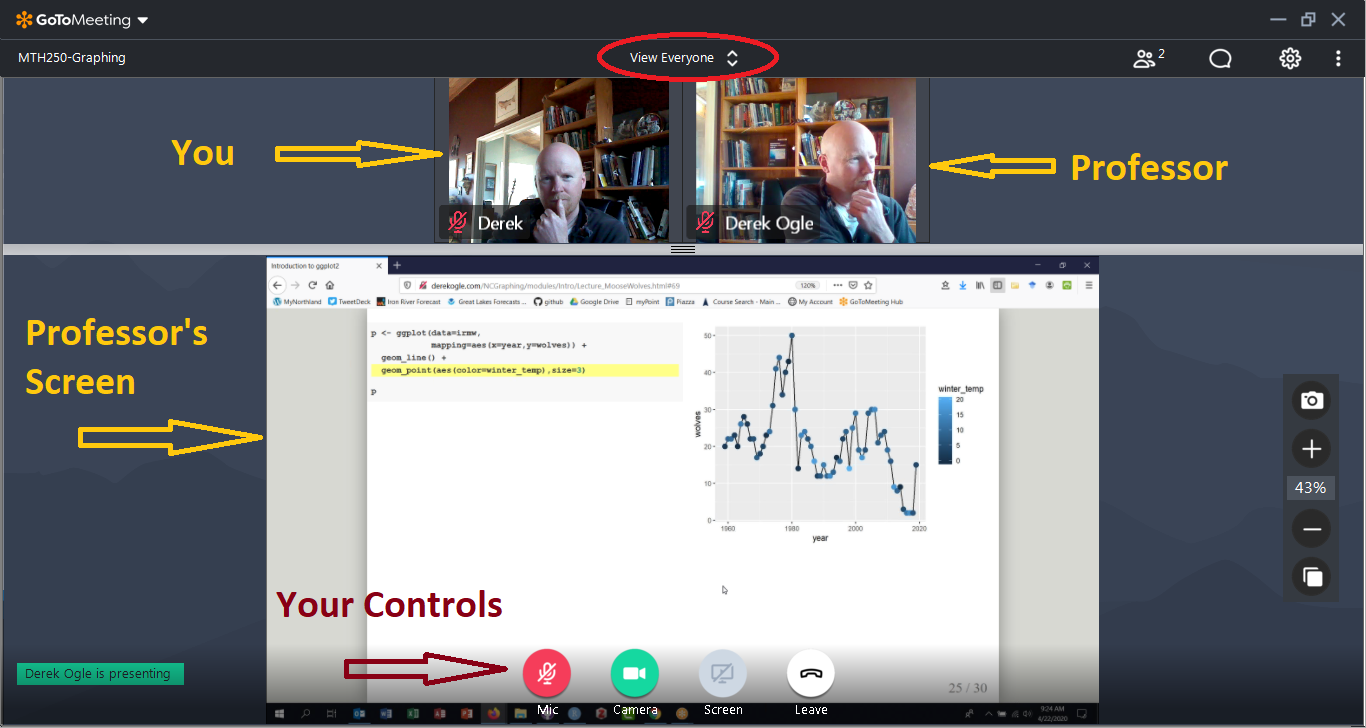 GoToMeeting
MTH250-Graphing
View Everyone
2
You
Professor
Derek
Derek Ogle
Professor's
Screen
Introduction to ggplot2
derekogle.com/NCGraphing/modules/Intro/Lecture_MooseWolves.html#69
120%
MyNorthland TweetDeck Iron River Forecast Great Lakes Forecasts ... github Google Drive myPoint Piazza Course Search - Main ... My Account GoToMeeting Hub
p <- ggplot(data=irmw,
mapping=aes(x=year,y=wolves)) +
geom_line() +
geom_point(aes(color=winter_temp),size=3)
p
50
40
30
20
10
0
wolves
1960 1980 2000 2020
year
winter_temp
20
15
10
5
0
43%
Your Controls
Derek Ogle is presenting
25 / 30
Mic Camera Screen Leave
9:24 AM
4/22/2020